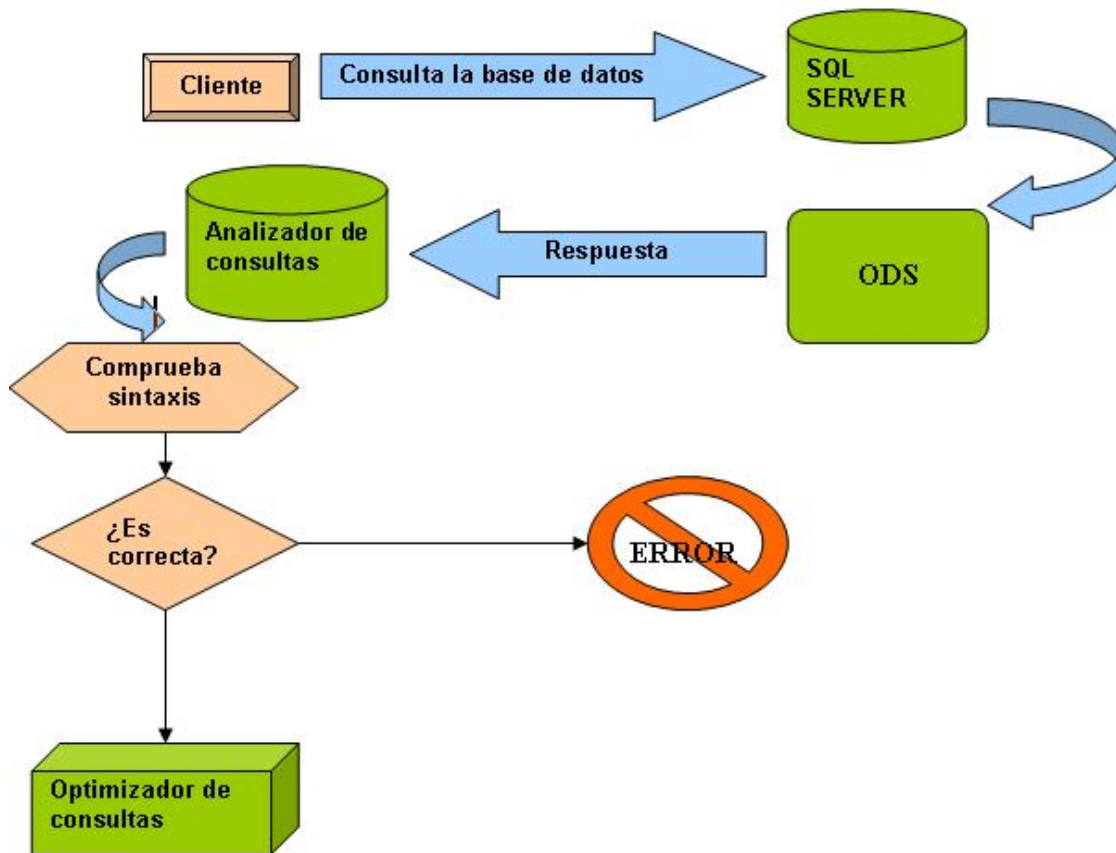 Cliente
Consulta la base de datos
SQL
SERVER
Analizador de
consultas
Respuesta
ODS
Comprueba
sintaxis
¿Es
correcta?
ERROR
Optimizador de
consultas